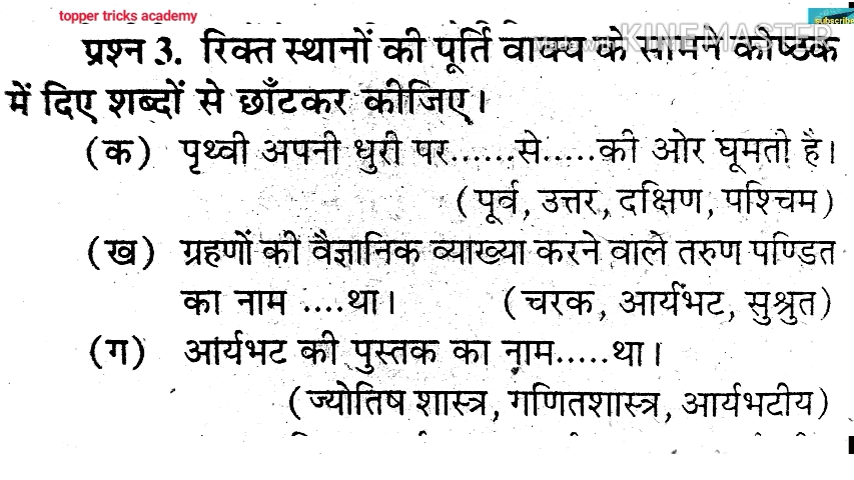 topper tricks academy
subscribe
KINEMASTER
प्रश्न 3. रिक्त स्थानों की पूर्ति वाक्य के सामने कोष्ठक
में दिए शब्दों से छाँटकर कीजिए।
(क) पृथ्वी अपनी धुरी पर......से.....की ओर घूमती है।
(पूर्व, उत्तर, दक्षिण, पश्चिम)
(ख) ग्रहणों की वैज्ञानिक व्याख्या करने वाले तरुण पण्डित
का नाम ....था। (चरक, आर्यभट, सुश्रुत)
(ग) आर्यभट की पुस्तक का नाम.....था।
(ज्योतिष शास्त्र, गणितशास्त्र, आर्यभटीय)